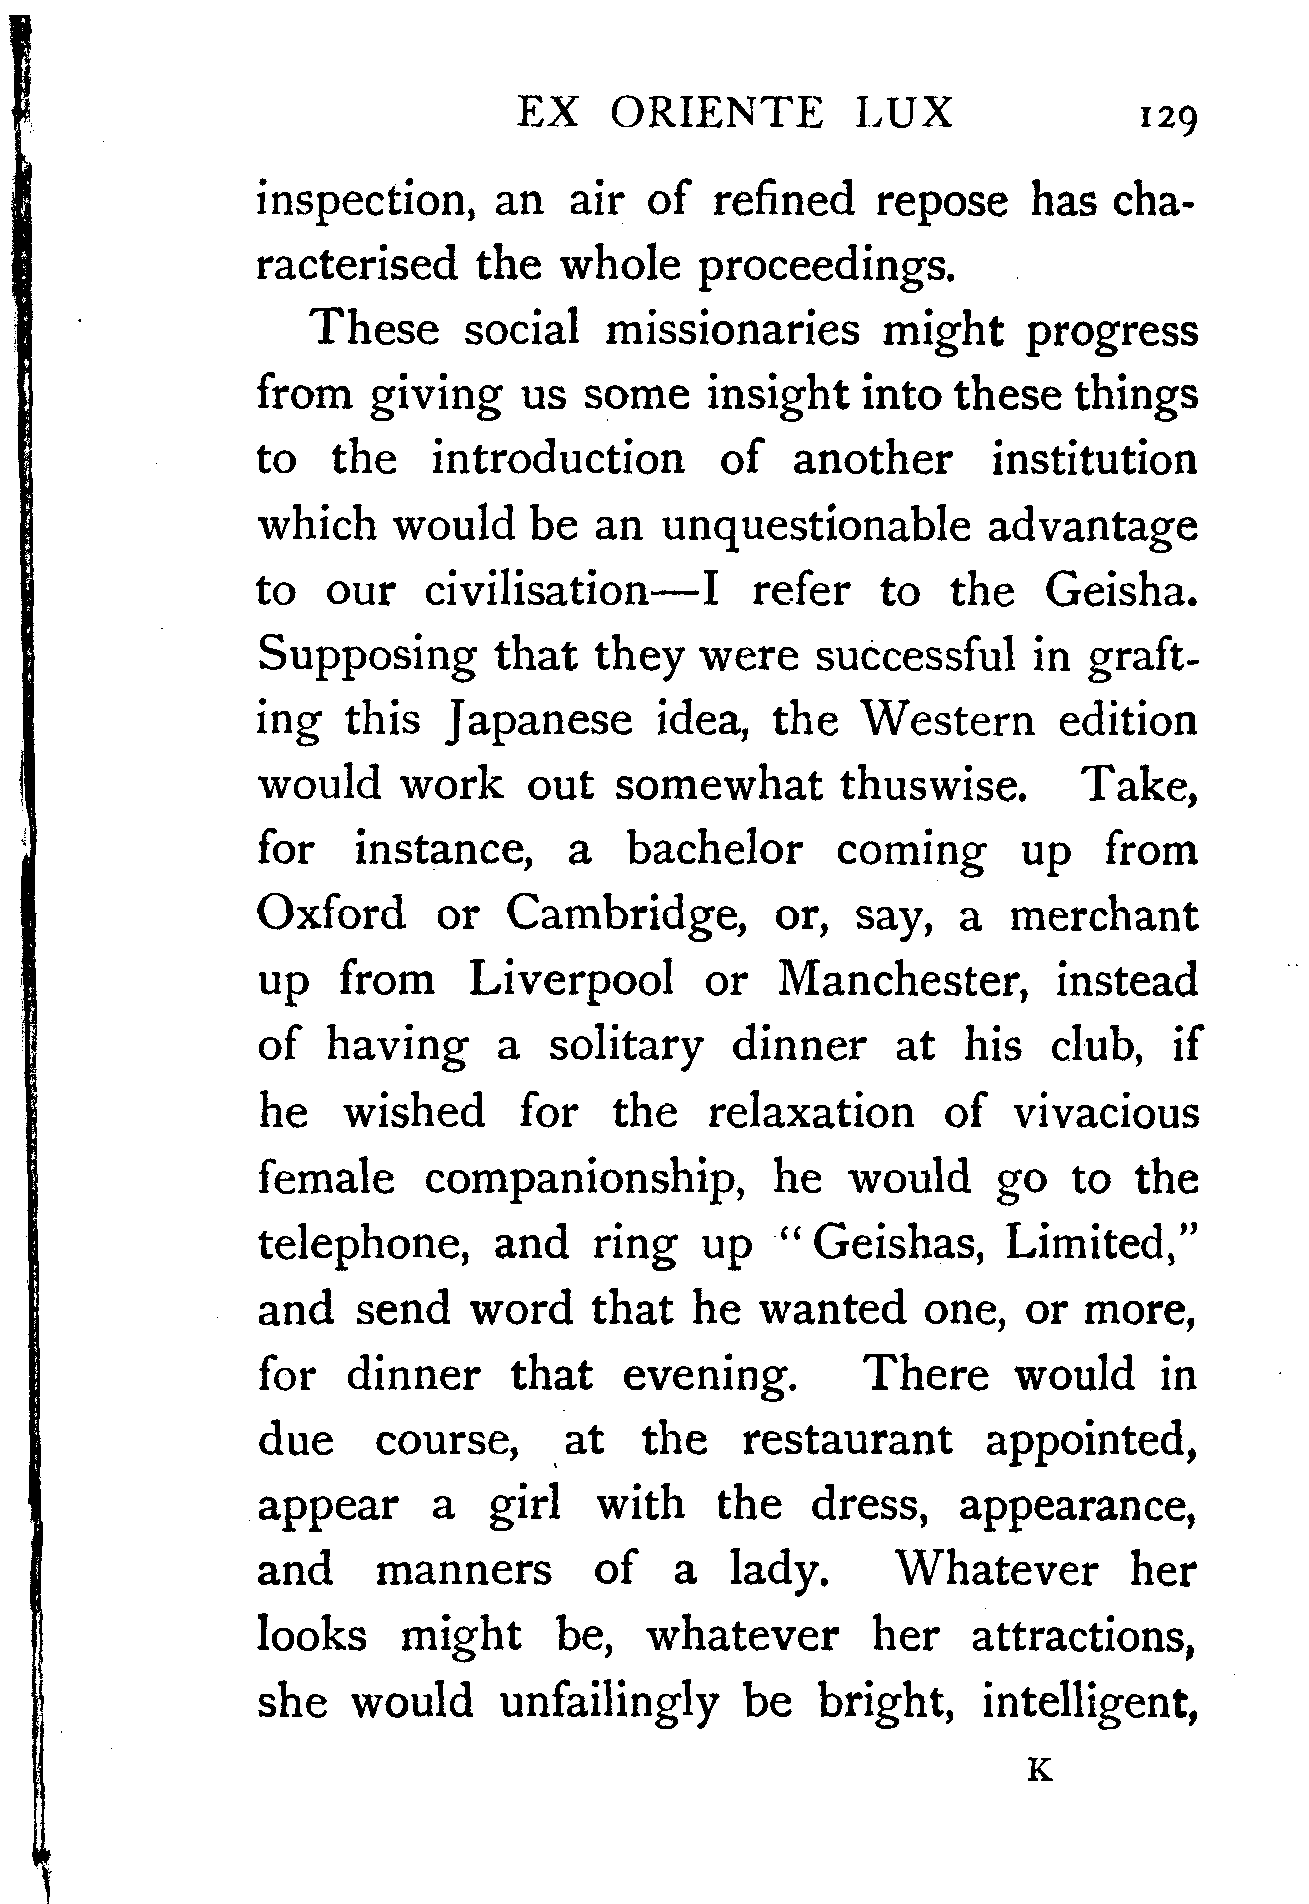 EX ORIENTE LUX 129
inspection, an air of refined repose has cha-
racterised the whole proceedings.
These social missionaries might progress
from giving us some insight into these things
to the introduction of another institution
which would be an unquestionable advantage
to our civilisation—I refer to the Geisha.
Supposing that they were successful in graft-
ing this Japanese idea, the Western edition
would work out somewhat thuswise. Take,
for instance, a bachelor coming up from
Oxford or Cambridge, or, say, a merchant
up from Liverpool or Manchester, instead
of having a solitary dinner at his club, if
he wished for the relaxation of vivacious
female companionship, he would go to the
telephone, and ring up “Geishas, Limited,”
and send word that he wanted one, or more,
for dinner that evening. There would in
due course, at the restaurant appointed,
appear a girl with the dress, appearance,
and manners of a lady. Whatever her
looks might be, whatever her attractions,
she would unfailingly be bright, intelligent,
K